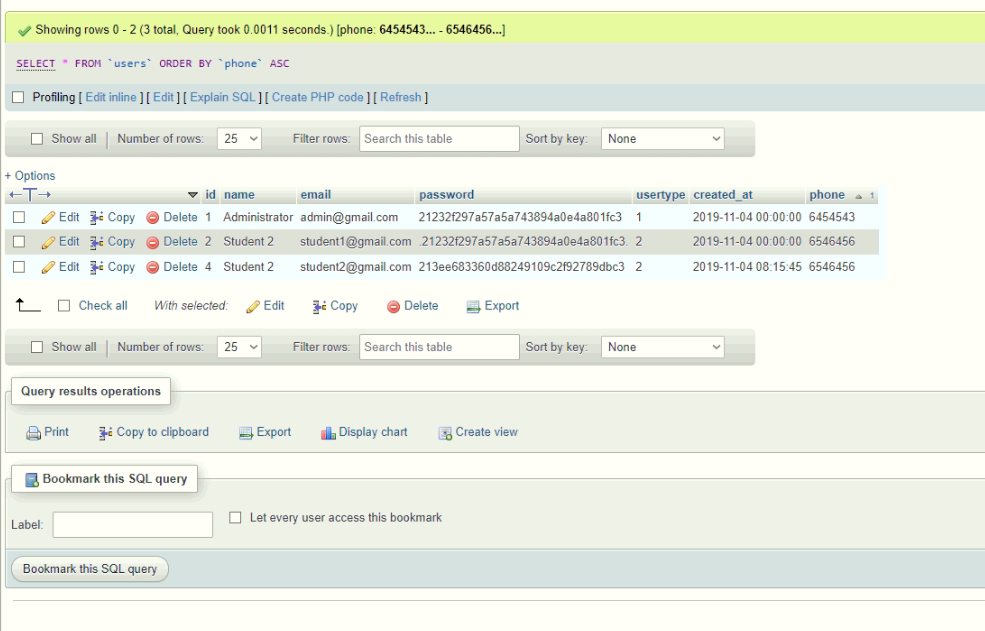 Showing rows 0 - 2 (3 total, Query took 0.0011 seconds.) [phone: 6454543... - 6546456...]
SELECT * FROM `users` ORDER BY `phone` ASC
Profiling [ Edit inline ] [ Edit ] [ Explain SQL ] [ Create PHP code ] [ Refresh ]
Show all Number of rows: 25 Filter rows: Search this table Sort by key: None
+ Options
←T→ id name email password usertype created_at phone 1
Edit Copy Delete 1 Administrator admin@gmail.com 21232f297a57a5a743894a0e4a801fc3 1 2019-11-04 00:00:00 6454543
Edit Copy Delete 2 Student 2 student1@gmail.com .21232f297a57a5a743894a0e4a801fc3. 2 2019-11-04 00:00:00 6546456
Edit Copy Delete 4 Student 2 student2@gmail.com 213ee683360d88249109c2f92789dbc3 2 2019-11-04 08:15:45 6546456
Check all With selected: Edit Copy Delete Export
Show all Number of rows: 25 Filter rows: Search this table Sort by key: None
Query results operations
Print Copy to clipboard Export Display chart Create view
Bookmark this SQL query
Label: Let every user access this bookmark
Bookmark this SQL query